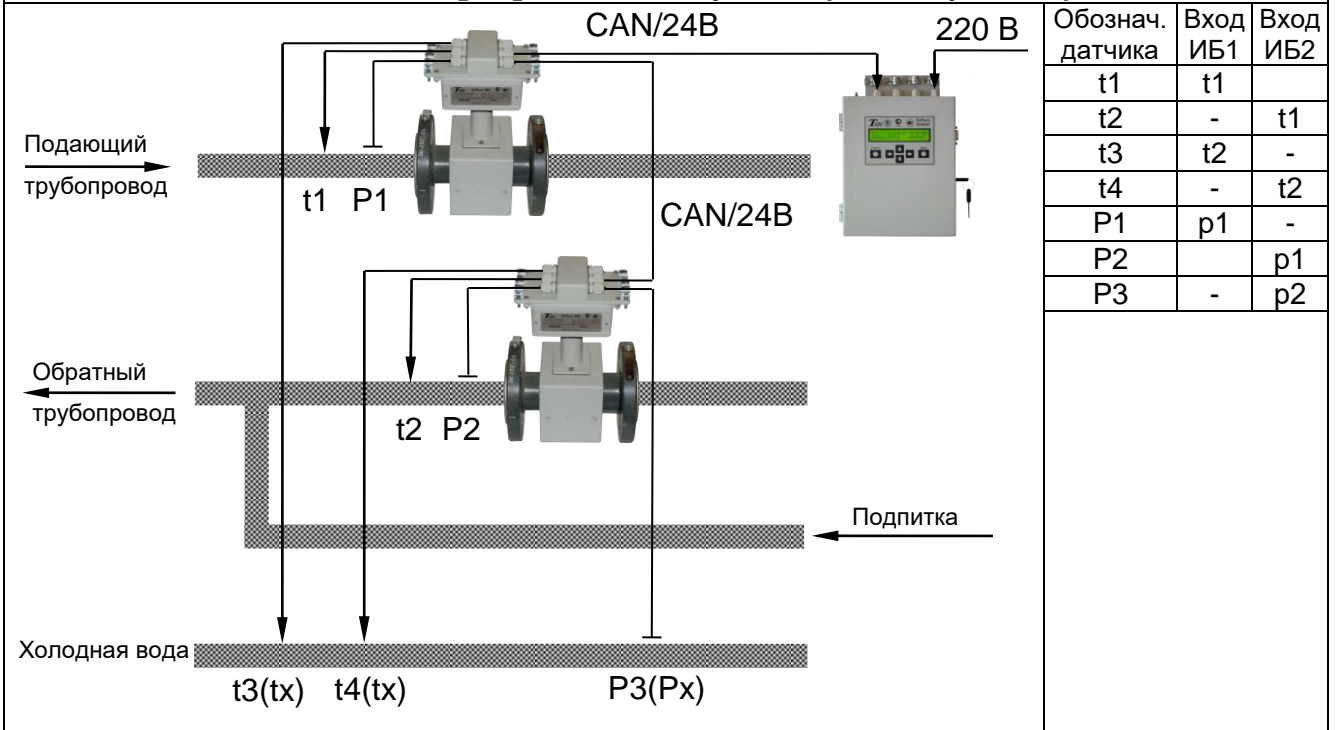 CAN/24В
220 В
Подающий
трубопровод
t1 P1
CAN/24В
Обратный
трубопровод
t2 P2
Подпитка
Холодная вода
t3(tx) t4(tx) P3(Px)
Обознач. датчика Вход ИБ1 Вход ИБ2
t1 t1
t2 - t1
t3 t2 -
t4 - t2
P1 p1 -
P2 p1
P3 - p2